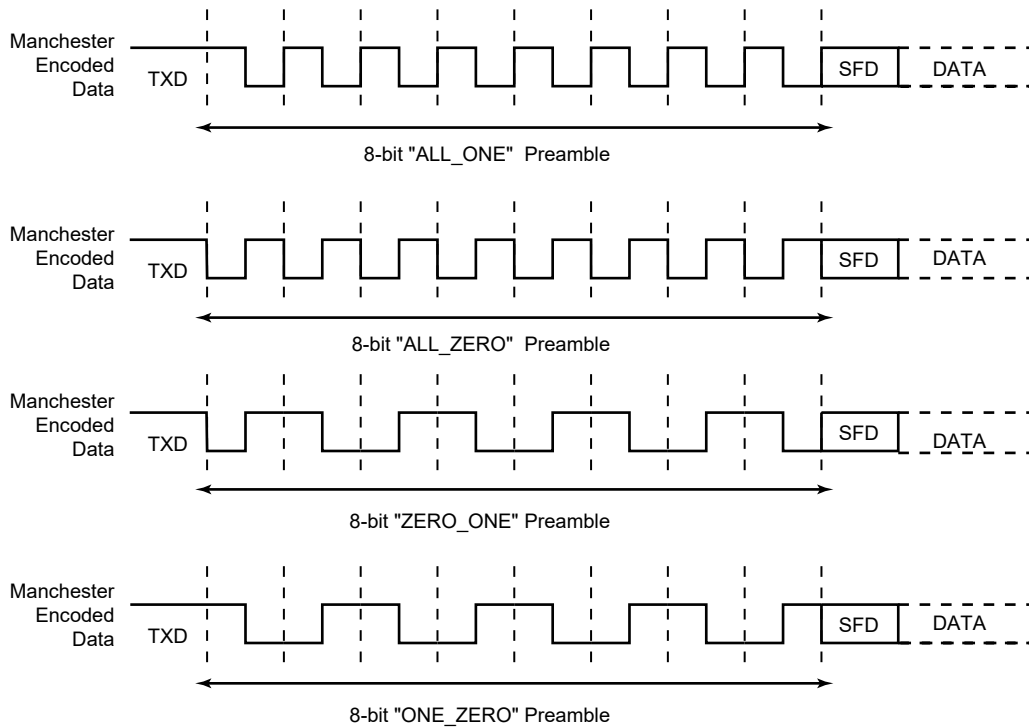 Manchester
Encoded
Data
TXD
SFD
DATA
8-bit "ALL_ONE" Preamble
Manchester
Encoded
Data
TXD
SFD
DATA
8-bit "ALL_ZERO" Preamble
Manchester
Encoded
Data
TXD
SFD
DATA
8-bit "ZERO_ONE" Preamble
Manchester
Encoded
Data
TXD
SFD
DATA
8-bit "ONE_ZERO" Preamble